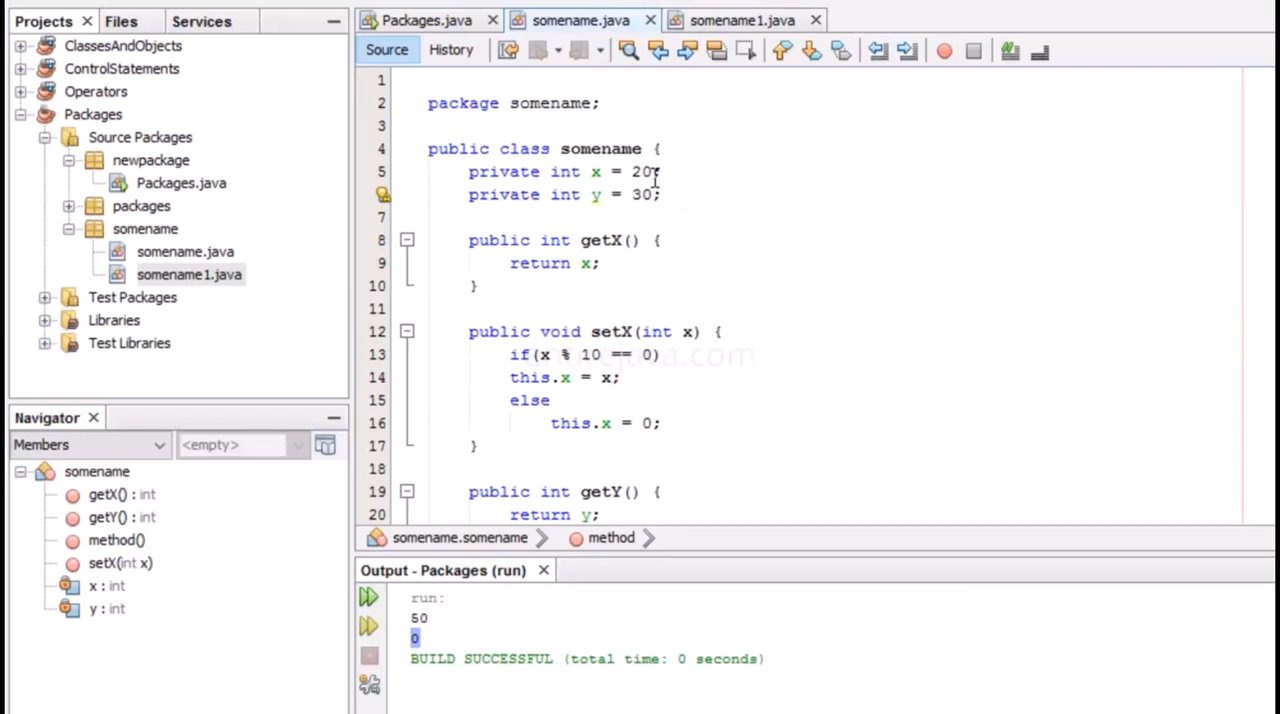 Projects
Files
Services
ClassesAndObjects
ControlStatements
Operators
Packages
Source Packages
newpackage
Packages.java
packages
somename
somename.java
somename1.java
Test Packages
Libraries
Test Libraries
Navigator
Members
<empty>
somename
getX() : int
getY() : int
method()
setX(int x)
x : int
y : int
Packages.java
somename.java
somename1.java
Source
History
1
2 package somename;
3
4 public class somename {
5 private int x = 20;
private int y = 30;
7
8 public int getX() {
9 return x;
10 }
11
12 public void setX(int x) {
13 if(x % 10 == 0)
14 this.x = x;
15 else
16 this.x = 0;
17 }
18
19 public int getY() {
20 return y;
somename.somename
method
Output - Packages (run)
run:
50
0
BUILD SUCCESSFUL (total time: 0 seconds)